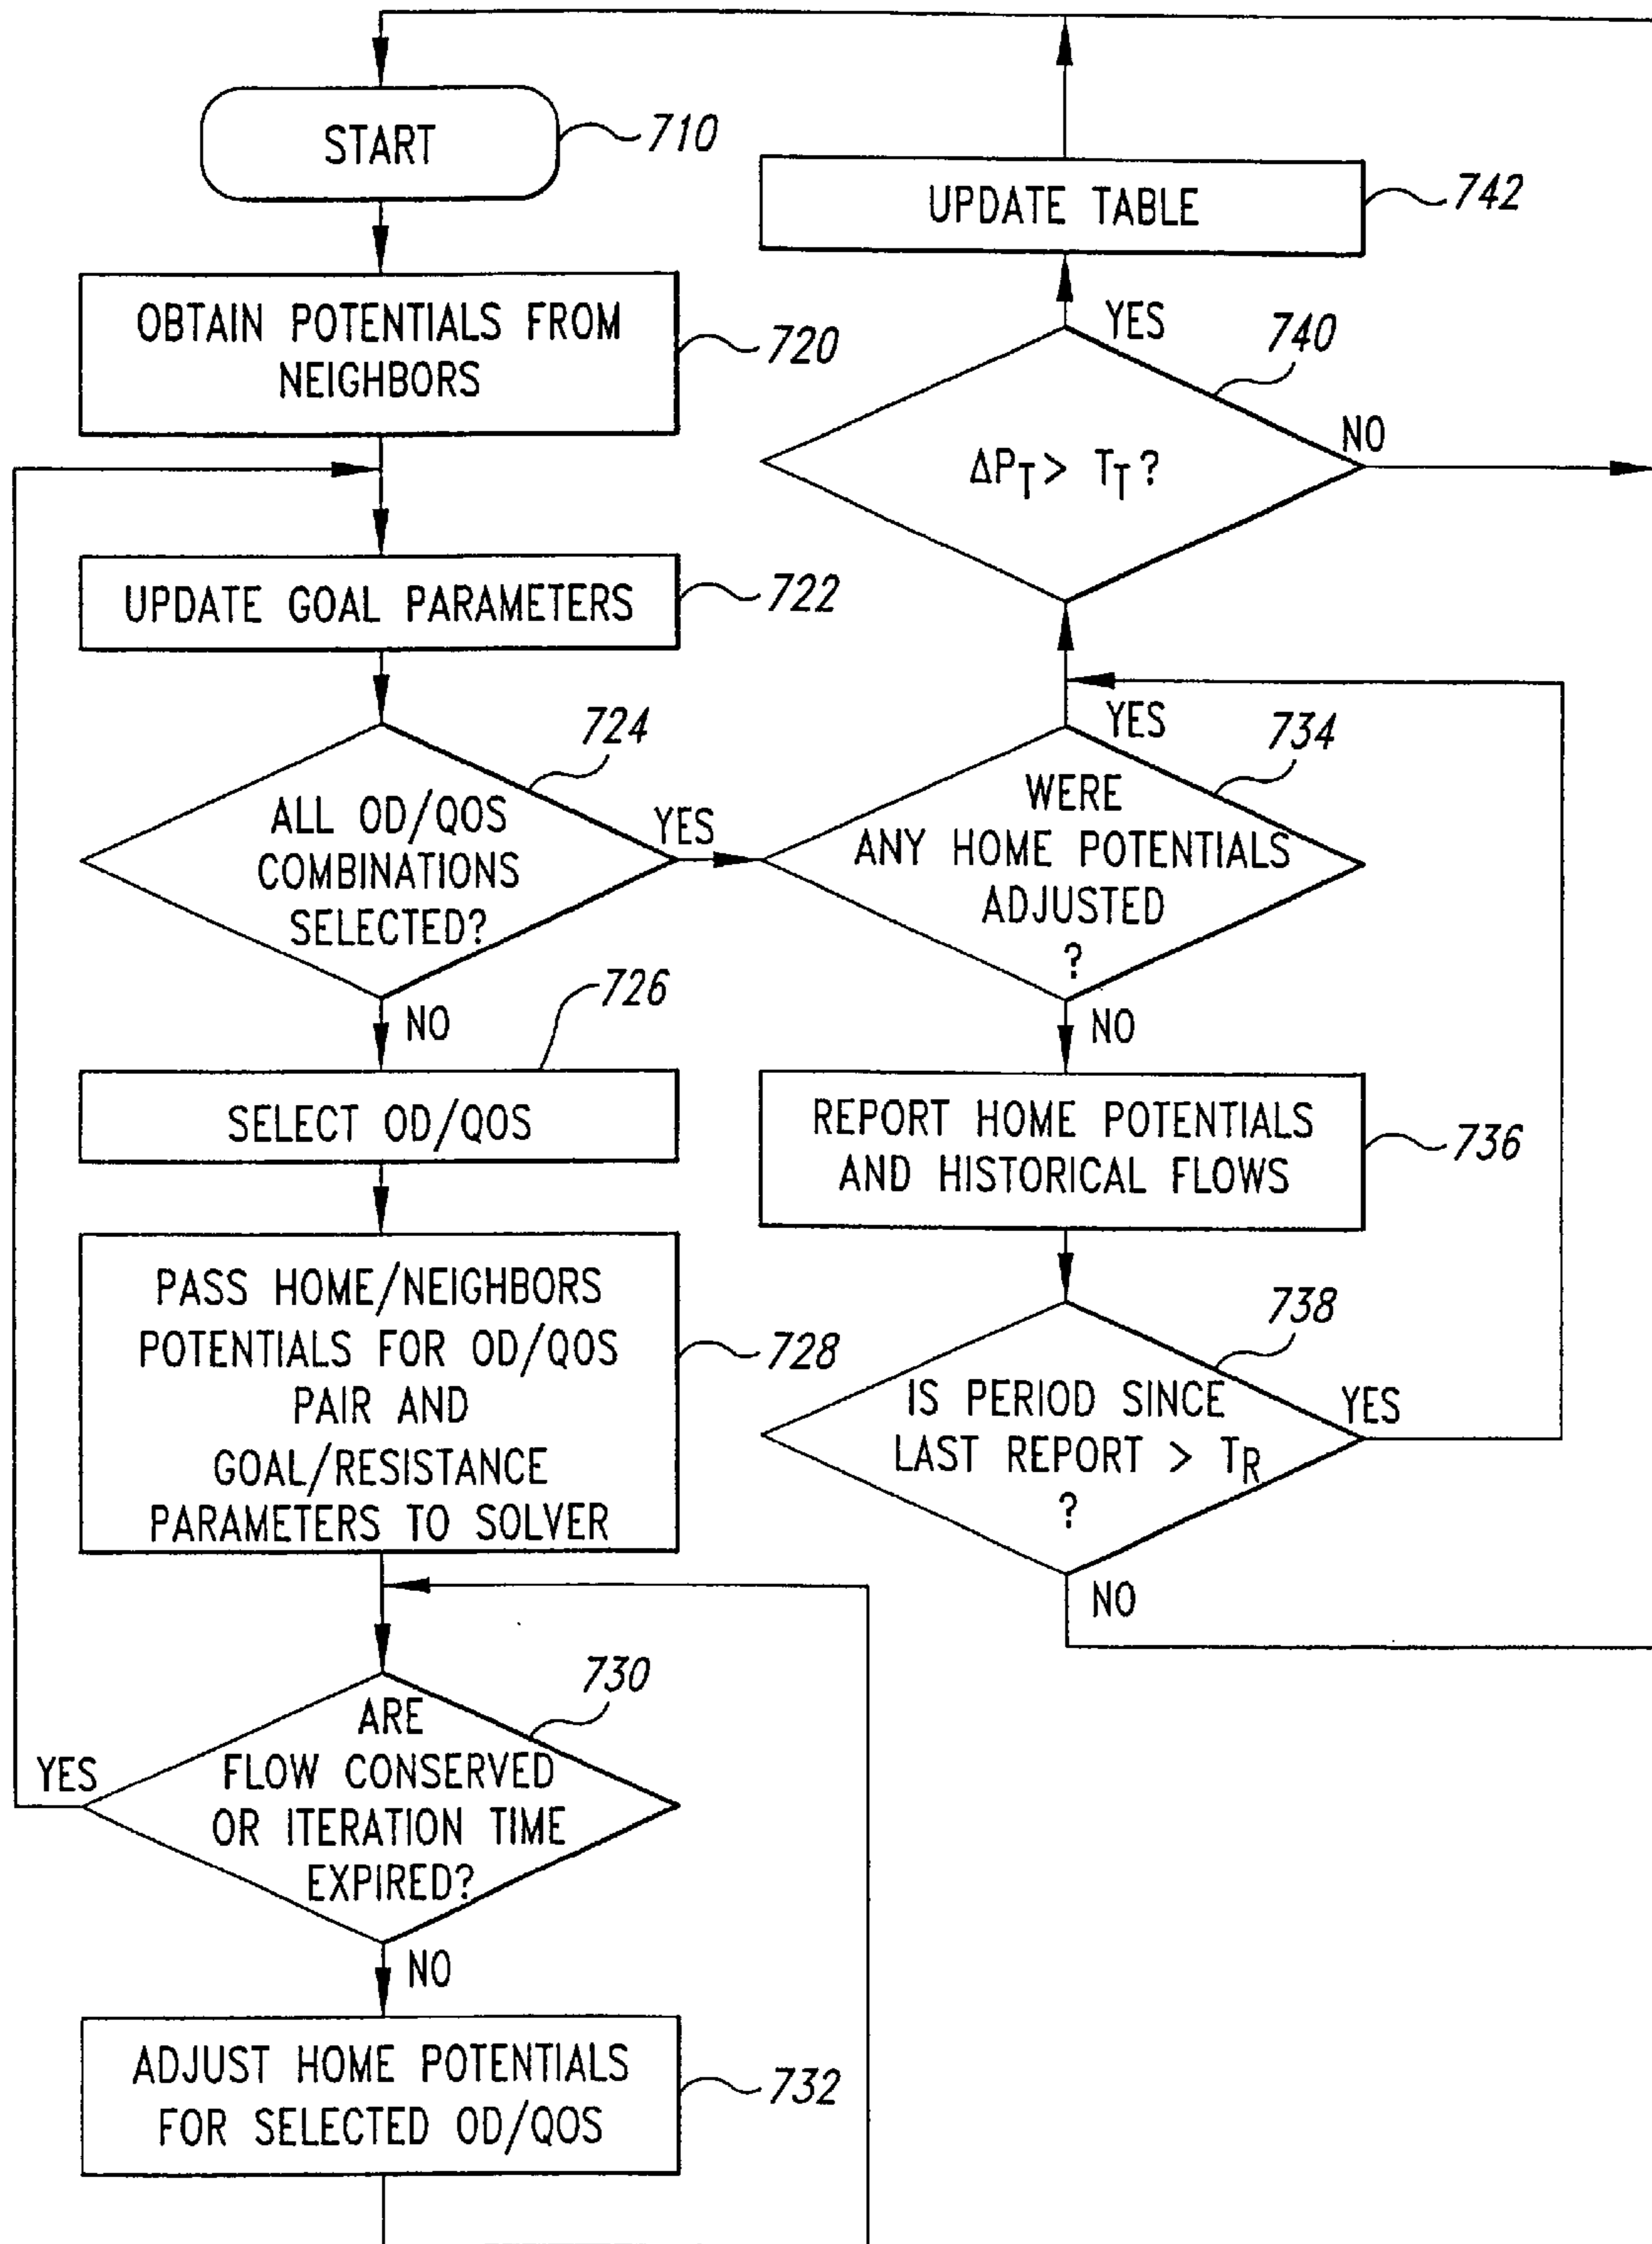 START
710
OBTAIN POTENTIALS FROM
NEIGHBORS
720
UPDATE GOAL PARAMETERS
722
724
ALL OD/QOS
COMBINATIONS
SELECTED?
YES
NO
726
SELECT OD/QOS
PASS HOME/NEIGHBORS
POTENTIALS FOR OD/QOS
PAIR AND
GOAL/RESISTANCE
PARAMETERS TO SOLVER
728
730
ARE
FLOW CONSERVED
OR ITERATION TIME
EXPIRED?
YES
NO
ADJUST HOME POTENTIALS
FOR SELECTED OD/QOS
732
UPDATE TABLE
742
YES
740
ΔPT > TT?
NO
YES
734
WERE
ANY HOME POTENTIALS
ADJUSTED
?
NO
REPORT HOME POTENTIALS
AND HISTORICAL FLOWS
736
738
IS PERIOD SINCE
LAST REPORT > TR
?
YES
NO